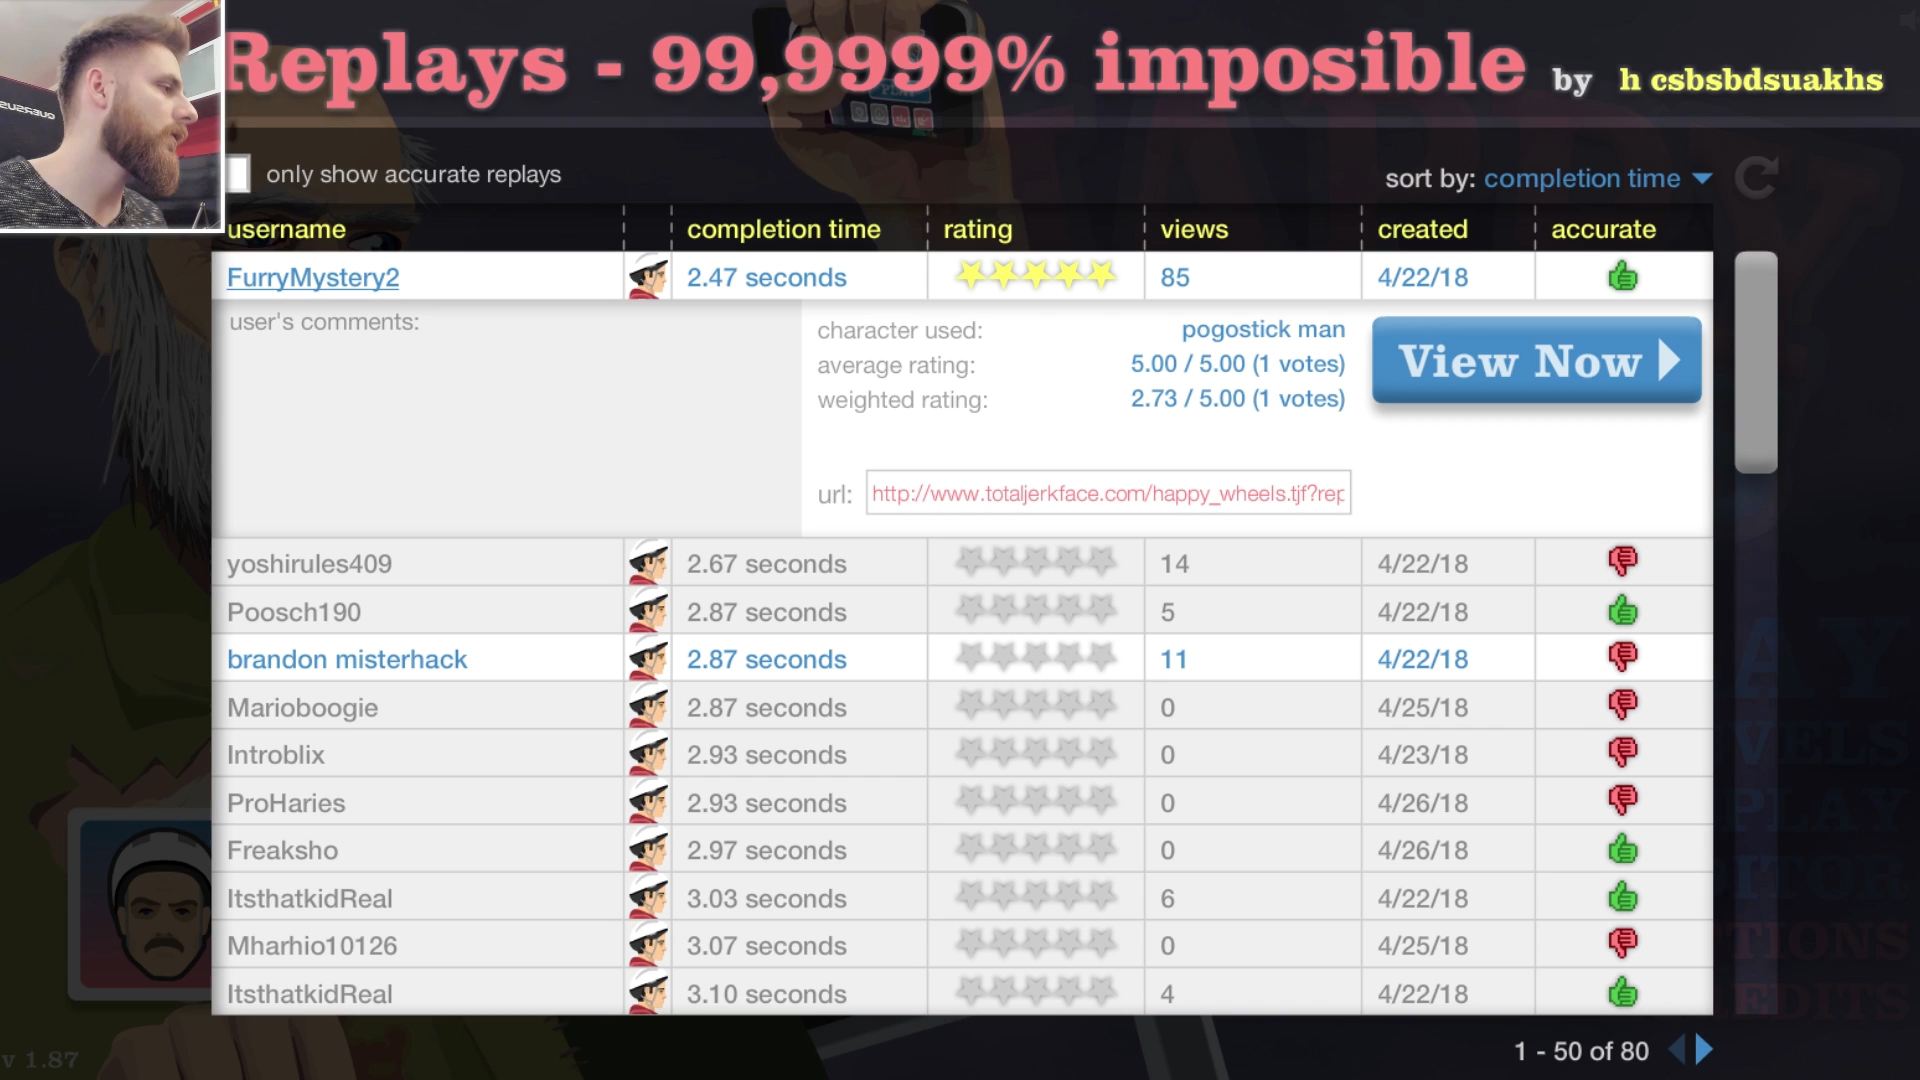 Replays - 99,9999% imposible by h csbsbdsuakhs
only show accurate replays
sort by: completion time
username completion time rating views created accurate
FurryMystery2 2.47 seconds 85 4/22/18
user's comments:
character used: pogostick man
View Now
average rating: 5.00 / 5.00 (1 votes)
weighted rating: 2.73 / 5.00 (1 votes)
url: http://www.totaljerkface.com/happy_wheels.tjf?rep
yoshirules409 2.67 seconds 14 4/22/18
Poosch190 2.87 seconds 5 4/22/18
brandon misterhack 2.87 seconds 11 4/22/18
Marioboogie 2.87 seconds 0 4/25/18
Introblix 2.93 seconds 0 4/23/18
ProHaries 2.93 seconds 0 4/26/18
Freaksho 2.97 seconds 0 4/26/18
ItsthatkidReal 3.03 seconds 6 4/22/18
Mharhio10126 3.07 seconds 0 4/25/18
ItsthatkidReal 3.10 seconds 4 4/22/18
1 - 50 of 80
v 1.87